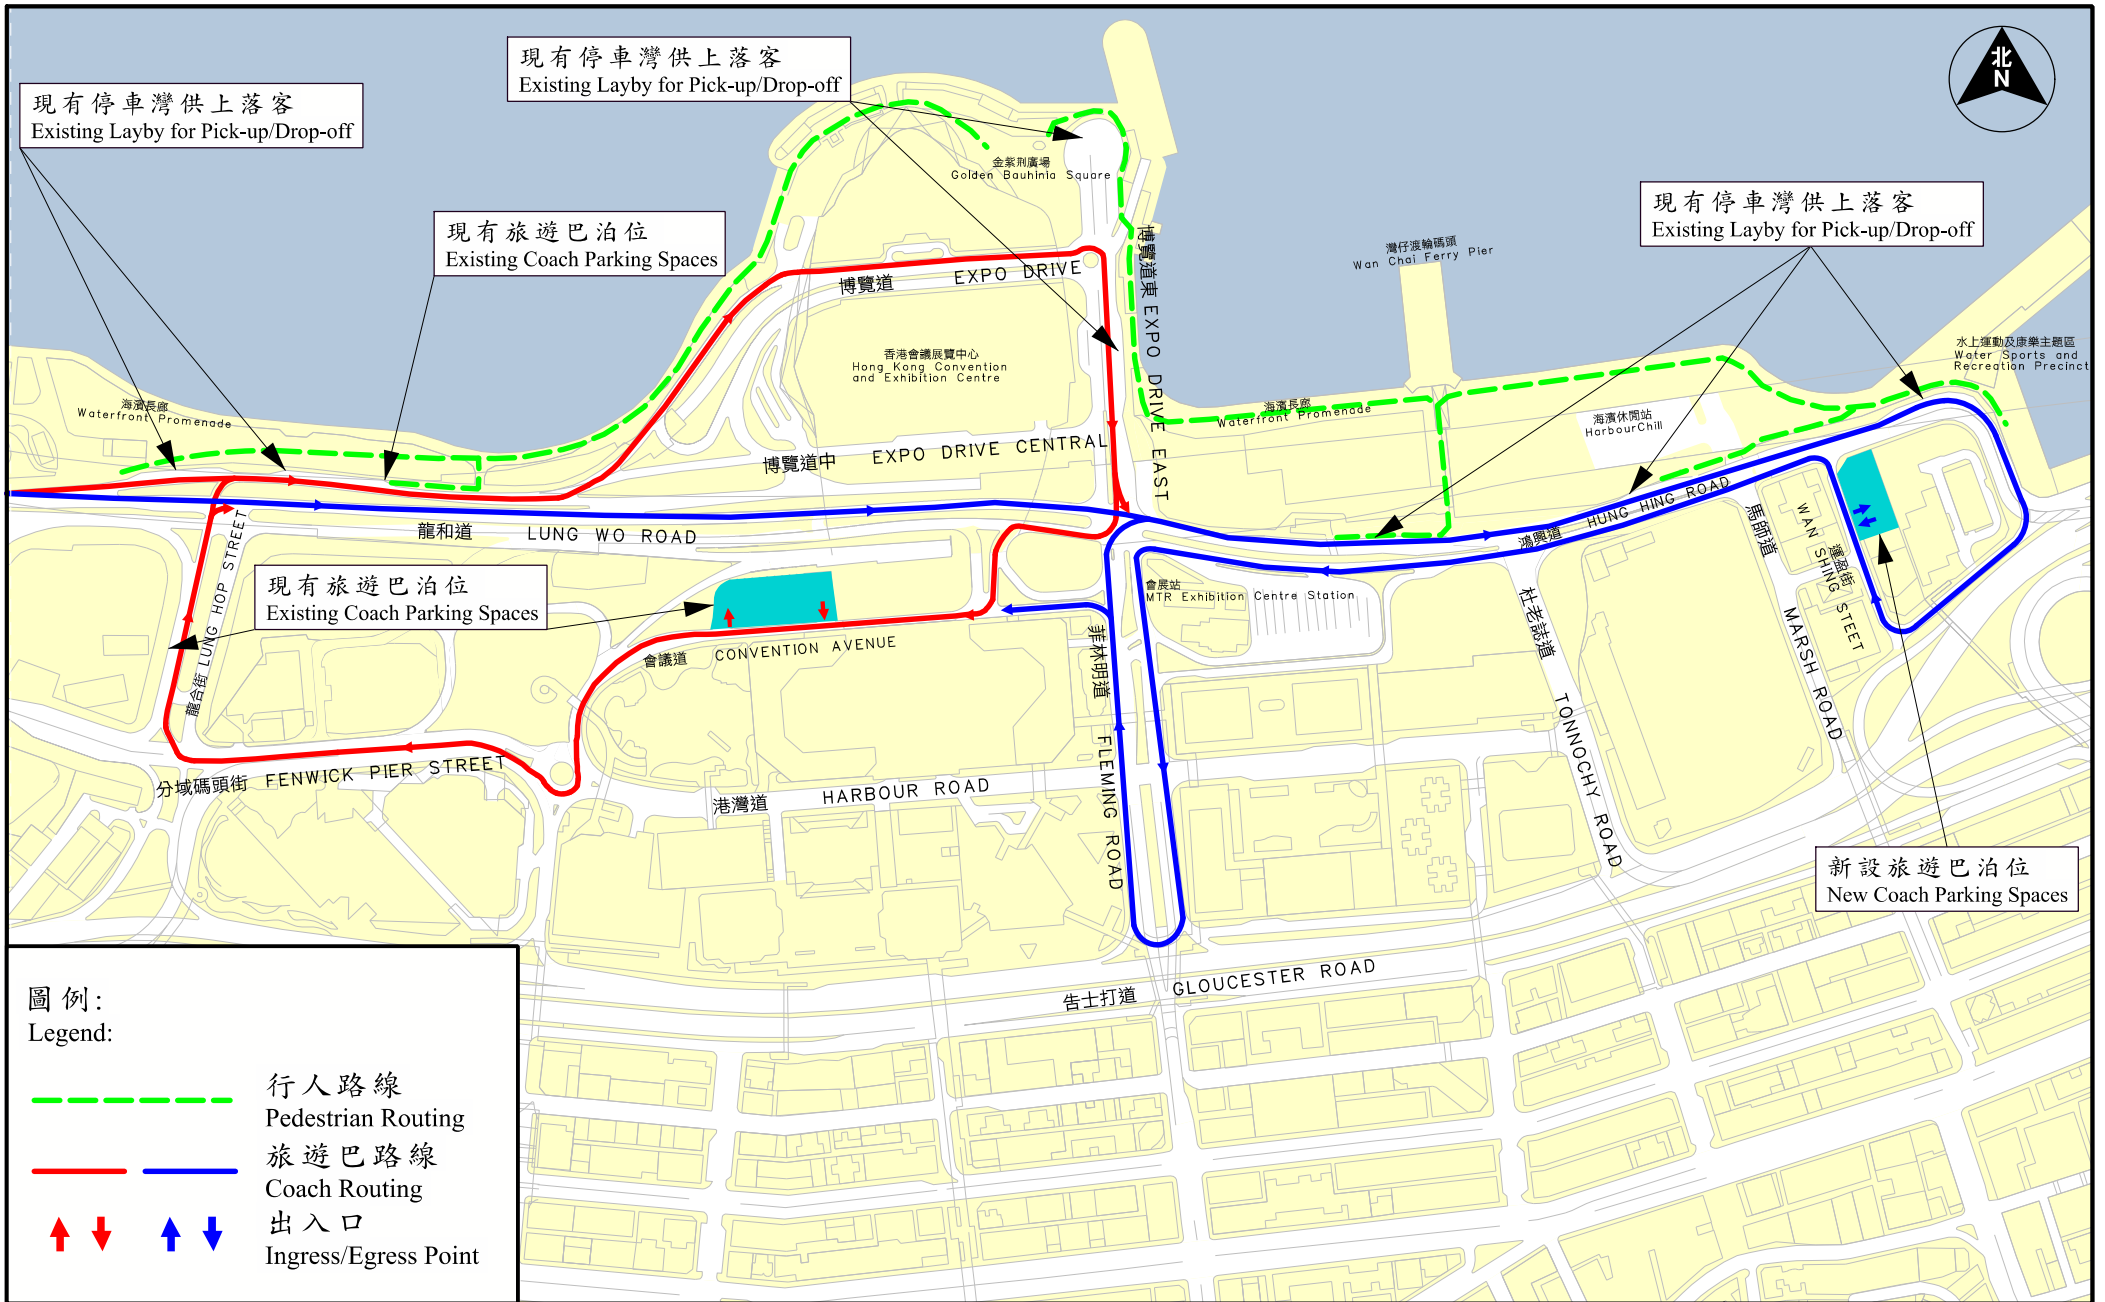 現有停車灣供上落客
Existing Layby for Pick-up/Drop-off
現有停車灣供上落客
Existing Layby for Pick-up/Drop-off
北
N
現有旅遊巴泊位
Existing Coach Parking Spaces
現有停車灣供上落客
Existing Layby for Pick-up/Drop-off
金紫荆廣場
Golden Bauhinia Square
灣仔渡輪碼頭
Wan Chai Ferry Pier
博覽道 EXPO DRIVE
博覽道東 EXPO DRIVE EAST
香港會議展覽中心
Hong Kong Convention
and Exhibition Centre
水上運動及康樂主題區
Water Sports and
Recreation Precinct
海濱長廊
Waterfront Promenade
海濱長廊
Waterfront Promenade
海濱休閒站
HarbourChill
博覽道中 EXPO DRIVE CENTRAL
龍和道 LUNG WO ROAD
鴻興道 HUNG HING ROAD
馬師道 MARSH ROAD
運盈街
WAN SHING STEET
龍合街 LUNG HOP STREET
現有旅遊巴泊位
Existing Coach Parking Spaces
會展站
MTR Exhibition Centre Station
會議道 CONVENTION AVENUE
菲林明道 FLEMING ROAD
杜老誌道 TONNOCHY ROAD
分域碼頭街 FENWICK PIER STREET
港灣道 HARBOUR ROAD
新設旅遊巴泊位
New Coach Parking Spaces
告士打道 GLOUCESTER ROAD
圖例:
Legend:
行人路線
Pedestrian Routing
旅遊巴路線
Coach Routing
出入口
Ingress/Egress Point